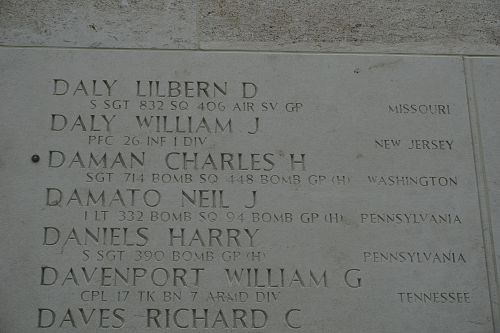 DALY LILBERN D
S SGT 832 SQ 406 AIR SV GP MISSOURI
DALY WILLIAM J
PFC 26 INF 1 DIV NEW JERSEY
• DAMAN CHARLES H
SGT 714 BOMB SQ 448 BOMB GP (H) WASHINGTON
DAMATO NEIL J
1 LT 332 BOMB SQ 94 BOMB GP (H) PENNSYLVANIA
DANIELS HARRY
S SGT 390 BOMB GP (H) PENNSYLVANIA
DAVENPORT WILLIAM G
CPL 17 TK BN 7 ARMD DIV TENNESSEE
DAVES RICHARD C